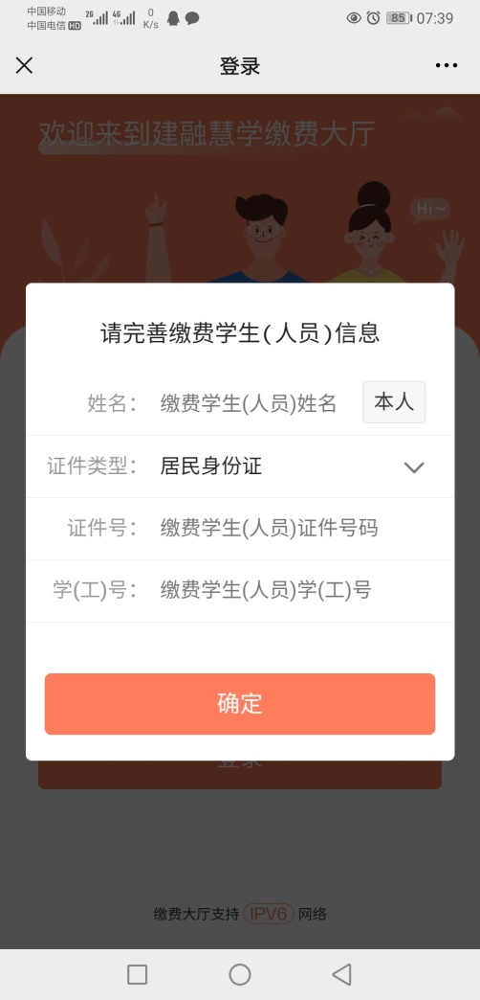 中国移动 2G 4G 0 85 07:39
中国电信 HD K/s
登录
欢迎来到建融慧学缴费大厅
Hi~
请完善缴费学生(人员)信息
姓名： 缴费学生(人员)姓名 本人
证件类型： 居民身份证
证件号： 缴费学生(人员)证件号码
学(工)号： 缴费学生(人员)学(工)号
确定
登录
缴费大厅支持 IPV6 网络